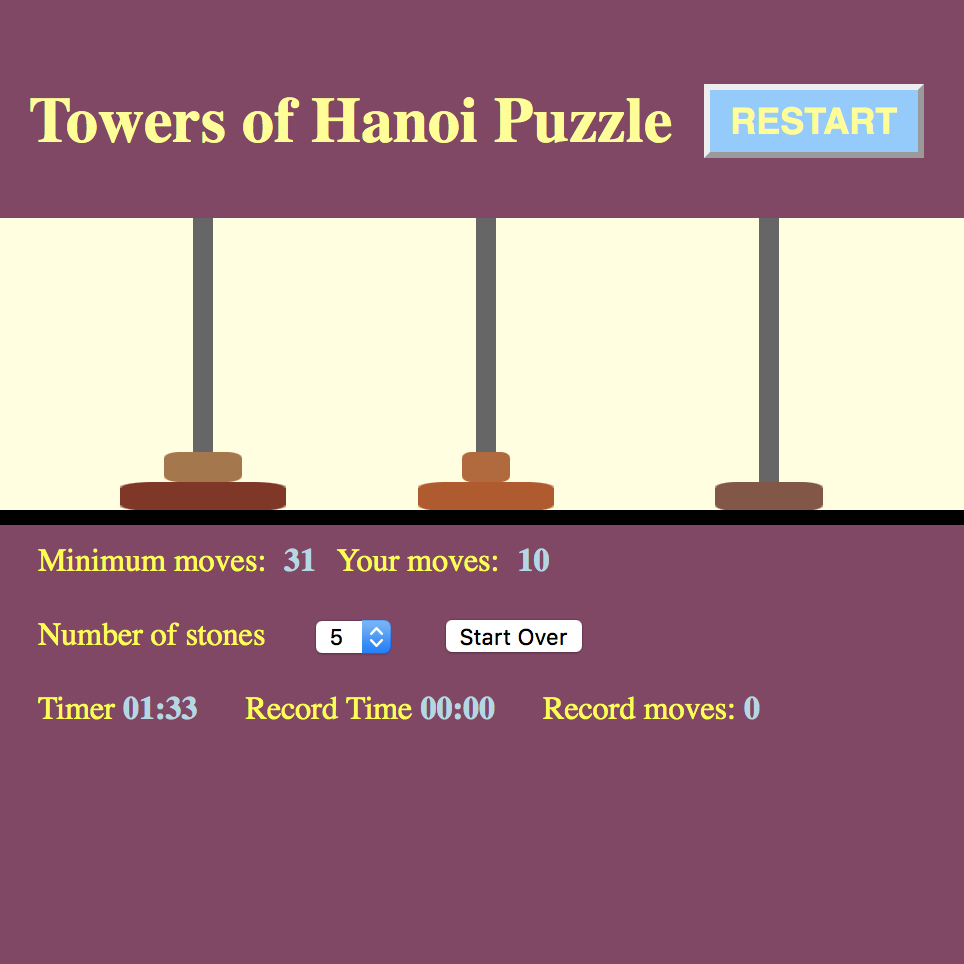 Towers of Hanoi Puzzle RESTART
Minimum moves: 31 Your moves: 10
Number of stones 5 Start Over
Timer 01:33 Record Time 00:00 Record moves: 0